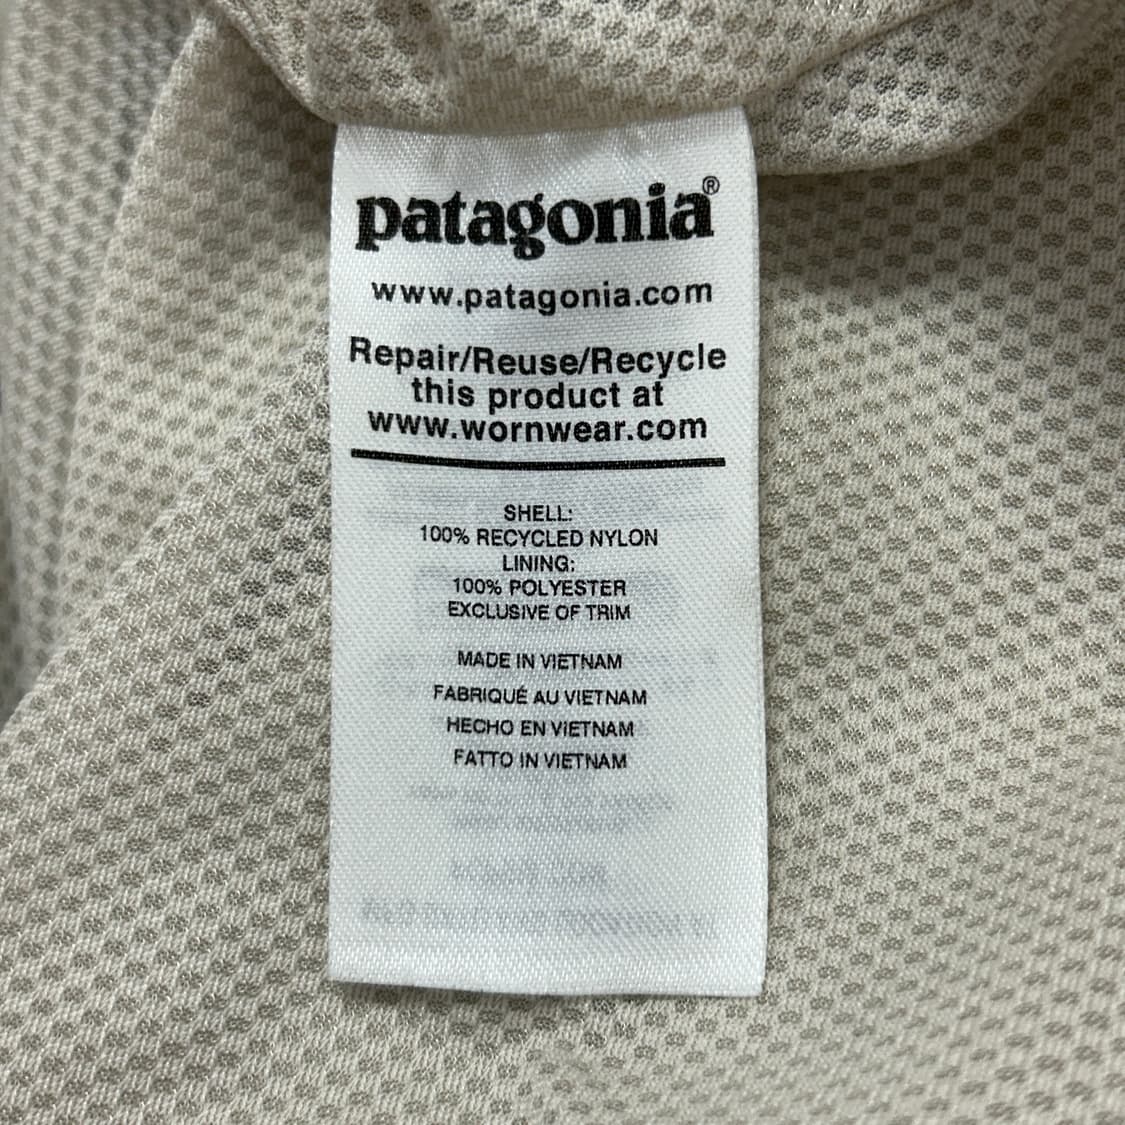 patagonia®
www.patagonia.com
Repair/Reuse/Recycle
this product at
www.wornwear.com
SHELL:
100% RECYCLED NYLON
LINING:
100% POLYESTER
EXCLUSIVE OF TRIM
MADE IN VIETNAM
FABRIQUÉ AU VIETNAM
HECHO EN VIETNAM
FATTO IN VIETNAM